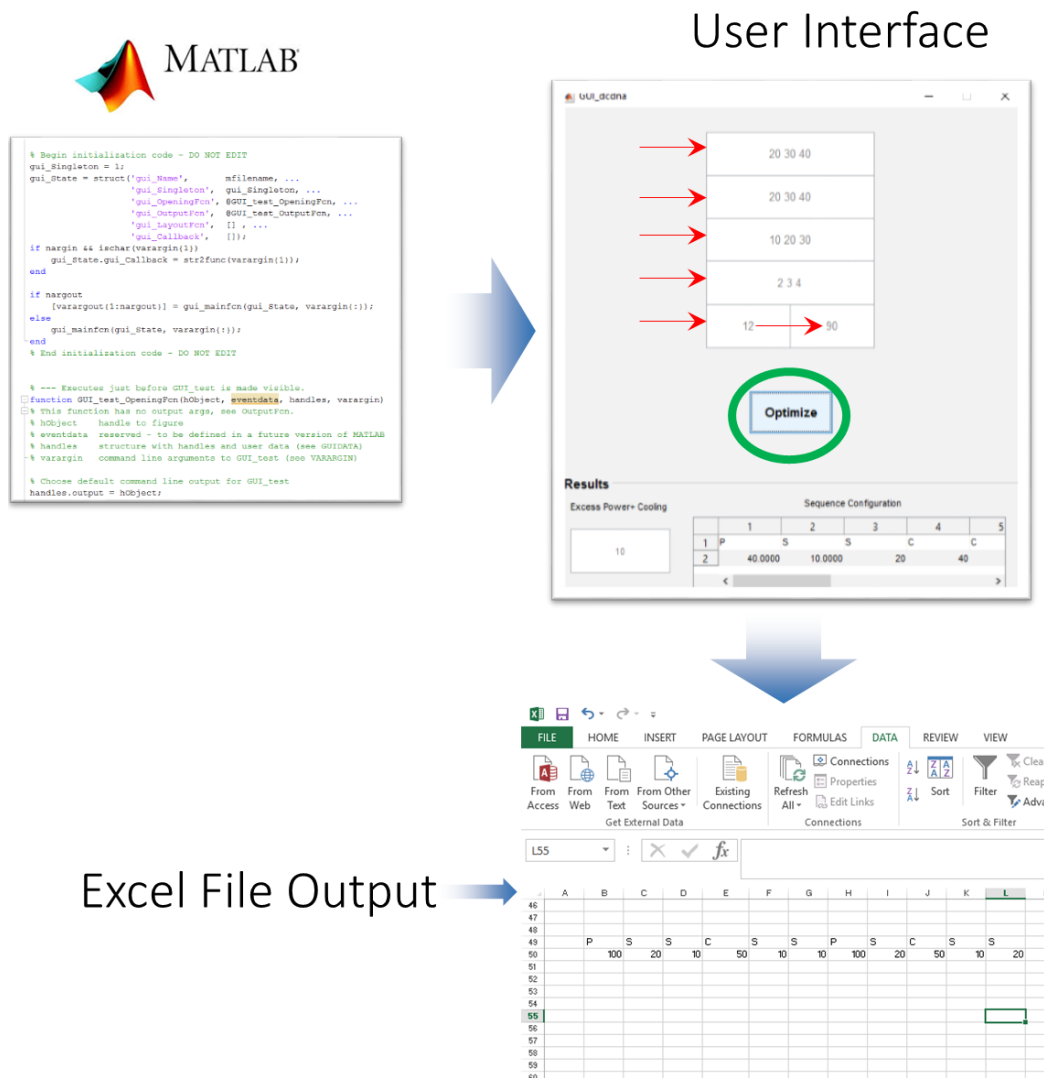 User Interface
MATLAB®
% Begin initialization code - DO NOT EDIT
gui_Singleton = 1;
gui_State = struct('gui_Name',       mfilename, ...
'gui_Singleton',  gui_Singleton, ...
'gui_OpeningFcn', @GUI_test_OpeningFcn, ...
'gui_OutputFcn',  @GUI_test_OutputFcn, ...
'gui_LayoutFcn',  [] , ...
'gui_Callback',   []);
if nargin && ischar(varargin{1})
gui_State.gui_Callback = str2func(varargin{1});
end
if nargout
[varargout{1:nargout}] = gui_mainfcn(gui_State, varargin{:});
else
gui_mainfcn(gui_State, varargin{:});
end
% End initialization code - DO NOT EDIT
% --- Executes just before GUI_test is made visible.
function GUI_test_OpeningFcn(hObject, eventdata, handles, varargin)
% This function has no output args, see OutputFcn.
% hObject    handle to figure
% eventdata  reserved - to be defined in a future version of MATLAB
% handles    structure with handles and user data (see GUIDATA)
% varargin   command line arguments to GUI_test (see VARARGIN)
% Choose default command line output for GUI_test
handles.output = hObject;
GUI_dcdna
20 30 40
20 30 40
10 20 30
2 3 4
12 90
Optimize
Results
Excess Power+ Cooling
10
Sequence Configuration
1 2 3 4 5
1 P S S C C
2 40.0000 10.0000 20 40
FILE HOME INSERT PAGE LAYOUT FORMULAS DATA REVIEW VIEW
From Access
From Web
From Text
From Other Sources
Existing Connections
Get External Data
Refresh All
Connections
Properties
Edit Links
Connections
Sort
Filter
Clea
Reap
Adva
Sort & Filter
L55
fx
Excel File Output
A B C D E F G H I J K L
46
47
48
49 P S S C S S P S C S S
50 100 20 10 50 10 10 100 20 50 10 20
51
52
53
54
55
56
57
58
59
60